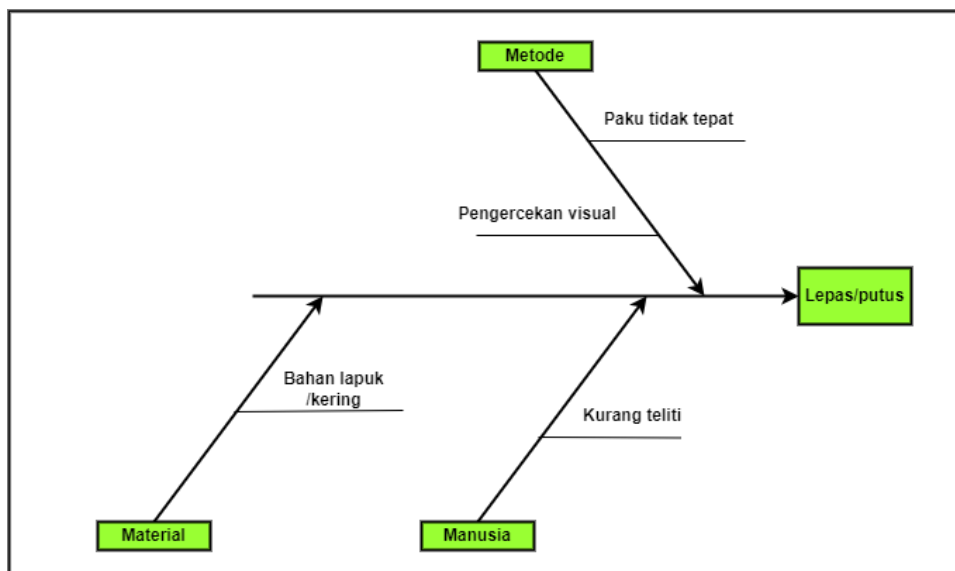 Metode
Paku tidak tepat
Pengercekan visual
Lepas/putus
Bahan lapuk
/kering
Kurang teliti
Material
Manusia